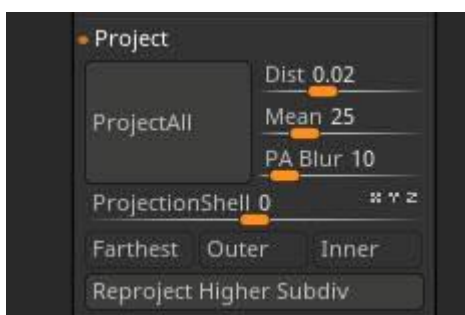 Project
ProjectAll
Dist 0.02
Mean 25
PA Blur 10
ProjectionShell 0
X Y Z
Farthest Outer Inner
Reproject Higher Subdiv